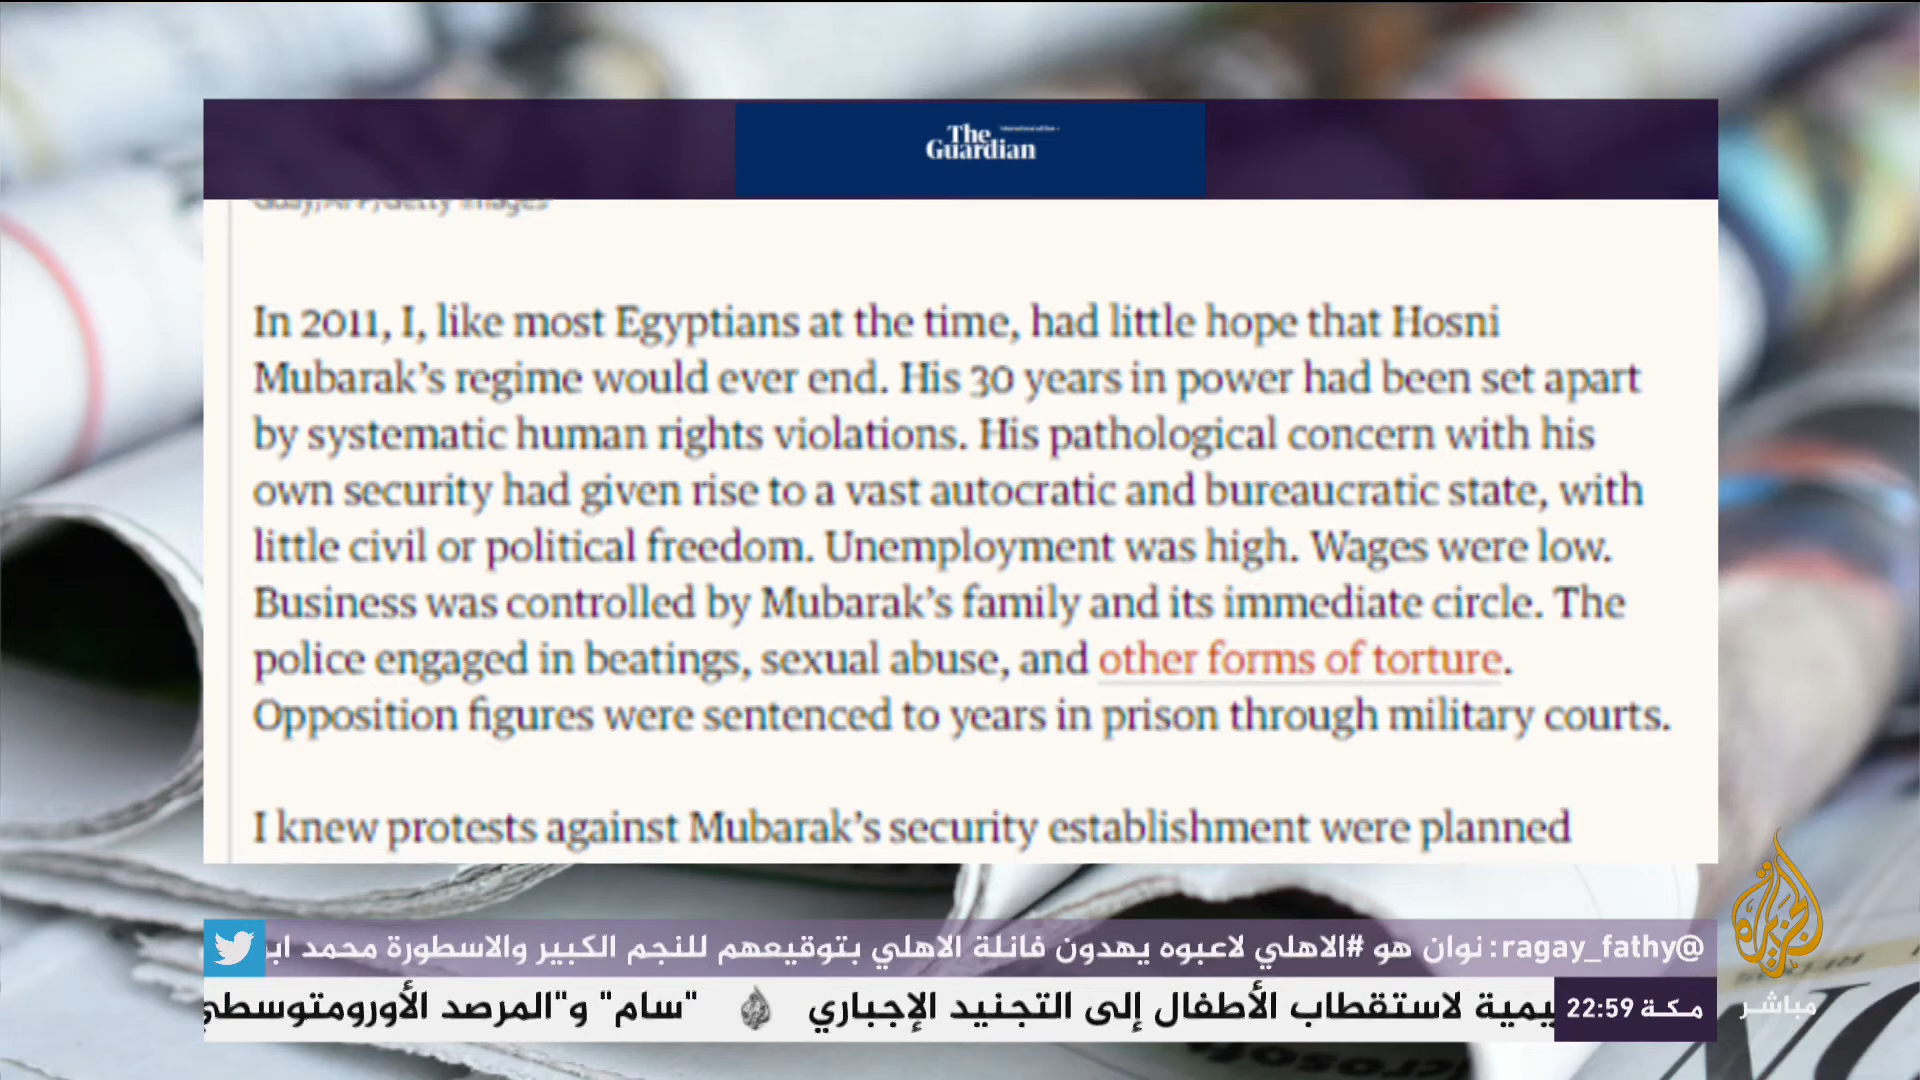 The
Guardian
In 2011, I, like most Egyptians at the time, had little hope that Hosni
Mubarak’s regime would ever end. His 30 years in power had been set apart
by systematic human rights violations. His pathological concern with his
own security had given rise to a vast autocratic and bureaucratic state, with
little civil or political freedom. Unemployment was high. Wages were low.
Business was controlled by Mubarak’s family and its immediate circle. The
police engaged in beatings, sexual abuse, and other forms of torture.
Opposition figures were sentenced to years in prison through military courts.
I knew protests against Mubarak’s security establishment were planned
@ragay_fathy: نوان هو #الاهلي لاعبوه يهدون فانلة الاهلي بتوقيعهم للنجم الكبير والاسطورة محمد ابر
يمية لاستقطاب الأطفال إلى التجنيد الإجباري "سام" و"المرصد الأورومتوسطي
مكة 22:59
الجزيرة
مباشر